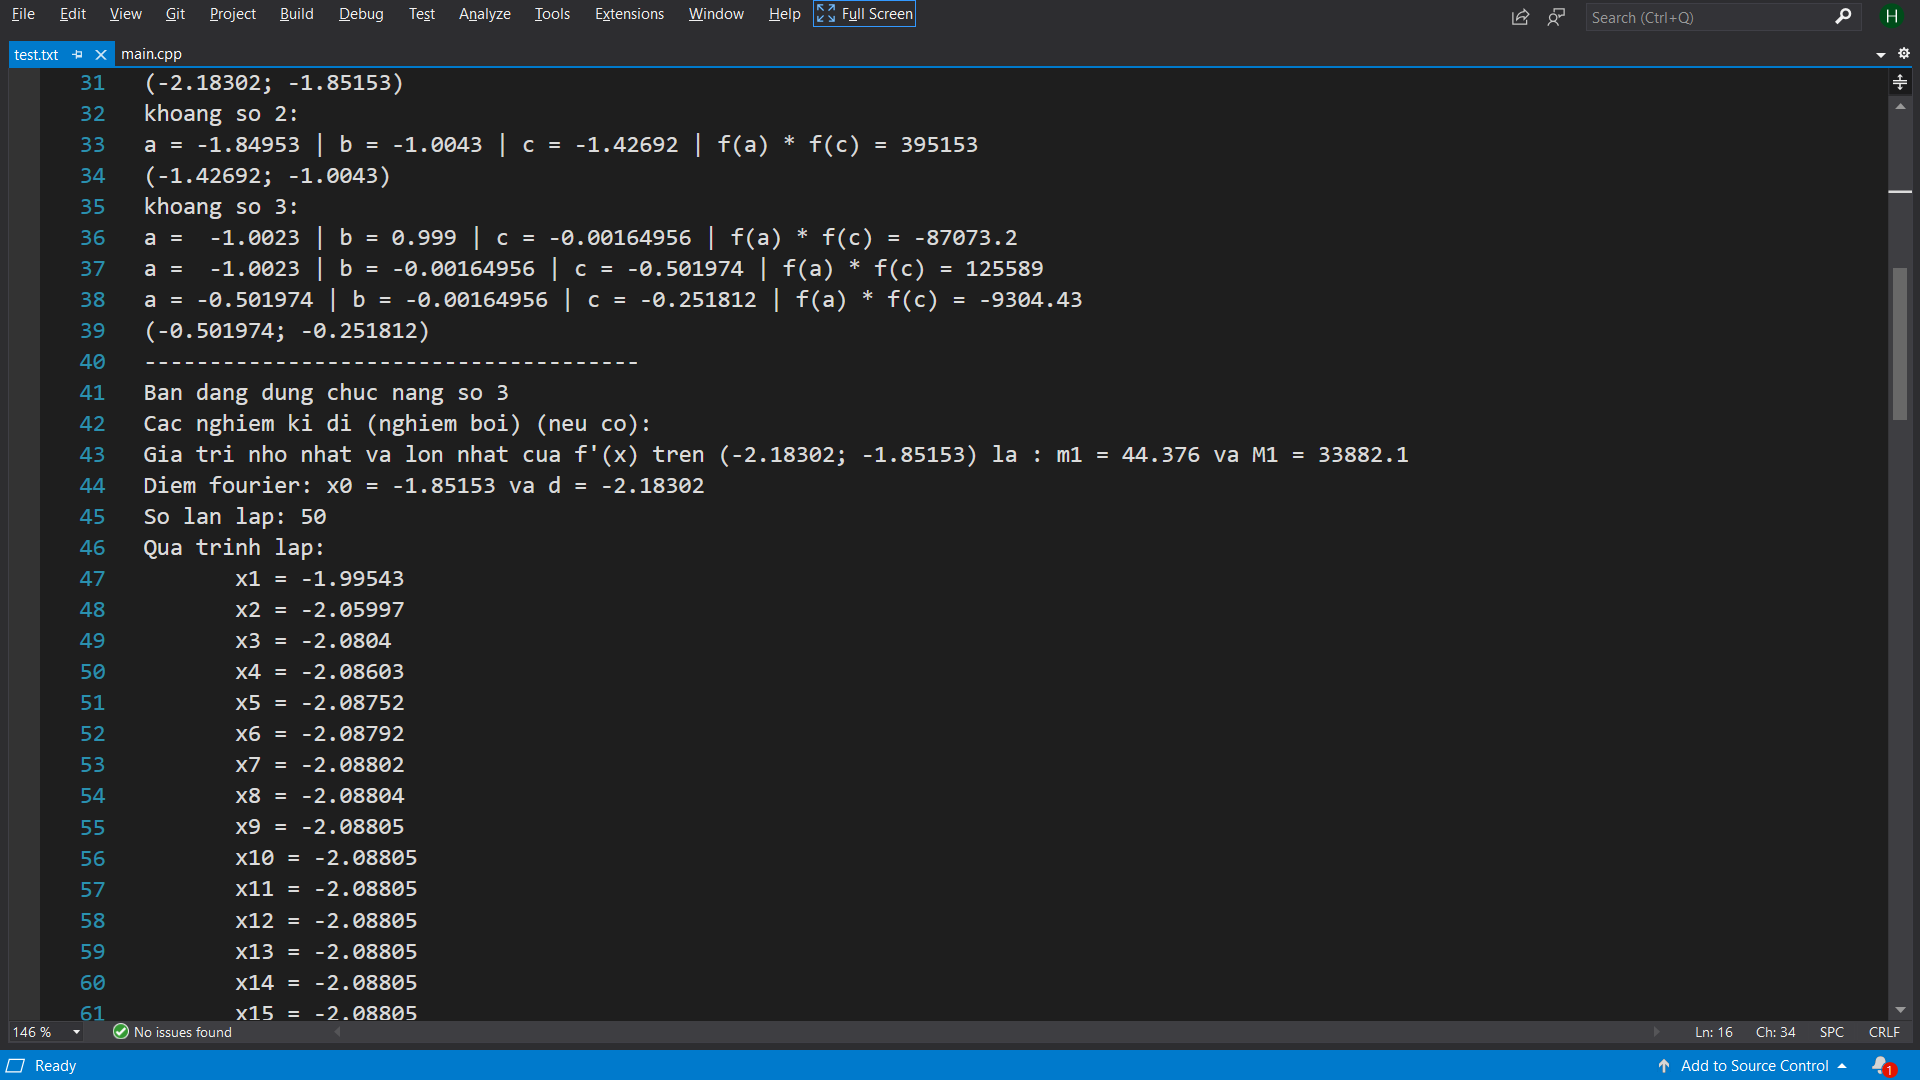 File Edit View Git Project Build Debug Test Analyze Tools Extensions Window Help Full Screen Search (Ctrl+Q) H
test.txt main.cpp
31 (-2.18302; -1.85153)
32 khoang so 2:
33 a = -1.84953 | b = -1.0043 | c = -1.42692 | f(a) * f(c) = 395153
34 (-1.42692; -1.0043)
35 khoang so 3:
36 a =  -1.0023 | b = 0.999 | c = -0.00164956 | f(a) * f(c) = -87073.2
37 a =  -1.0023 | b = -0.00164956 | c = -0.501974 | f(a) * f(c) = 125589
38 a = -0.501974 | b = -0.00164956 | c = -0.251812 | f(a) * f(c) = -9304.43
39 (-0.501974; -0.251812)
40 --------------------------------------
41 Ban dang dung chuc nang so 3
42 Cac nghiem ki di (nghiem boi) (neu co):
43 Gia tri nho nhat va lon nhat cua f'(x) tren (-2.18302; -1.85153) la : m1 = 44.376 va M1 = 33882.1
44 Diem fourier: x0 = -1.85153 va d = -2.18302
45 So lan lap: 50
46 Qua trinh lap:
47 x1 = -1.99543
48 x2 = -2.05997
49 x3 = -2.0804
50 x4 = -2.08603
51 x5 = -2.08752
52 x6 = -2.08792
53 x7 = -2.08802
54 x8 = -2.08804
55 x9 = -2.08805
56 x10 = -2.08805
57 x11 = -2.08805
58 x12 = -2.08805
59 x13 = -2.08805
60 x14 = -2.08805
61 x15 = -2.08805
146 % No issues found Ln: 16 Ch: 34 SPC CRLF
Ready Add to Source Control 1